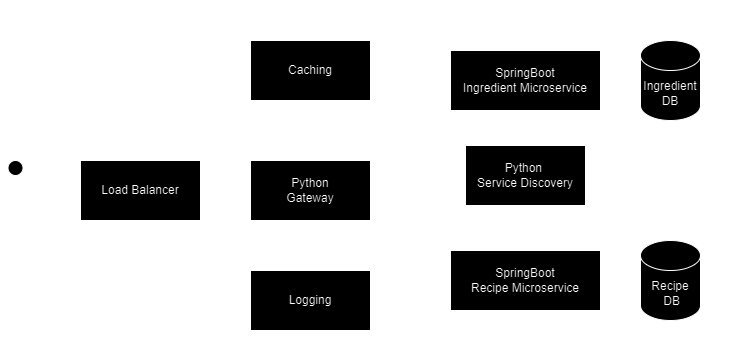 Caching
SpringBoot
Ingredient Microservice
Ingredient
DB
Load Balancer
Python
Gateway
Python
Service Discovery
Logging
SpringBoot
Recipe Microservice
Recipe
DB